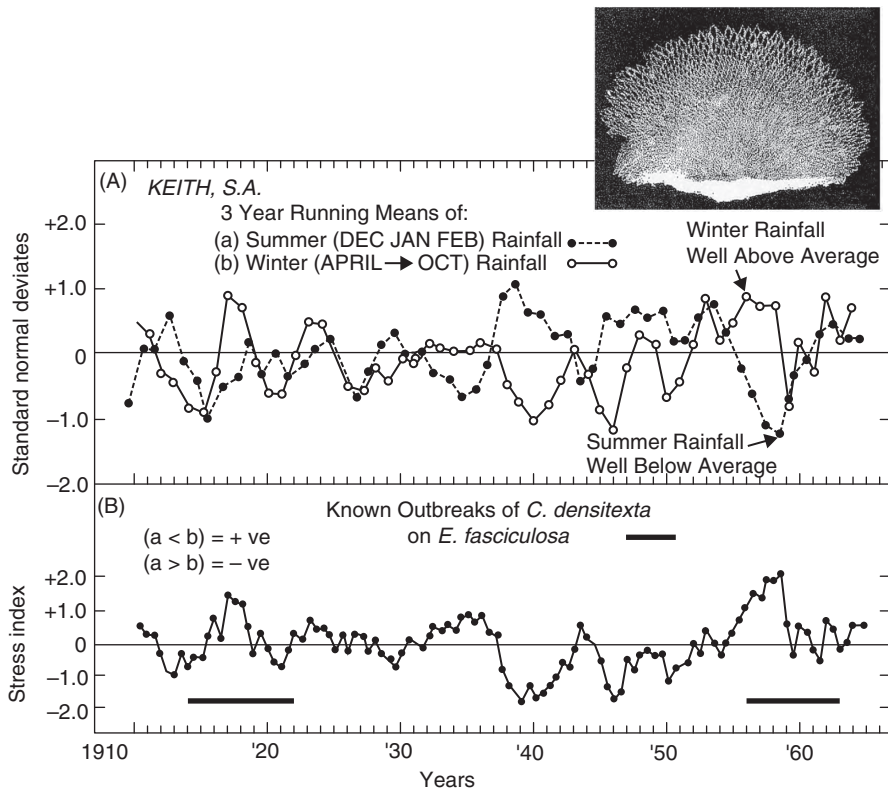 (A)
KEITH, S.A.
3 Year Running Means of:
(a) Summer (DEC JAN FEB) Rainfall
(b) Winter (APRIL → OCT) Rainfall
Winter Rainfall
Well Above Average
Summer Rainfall
Well Below Average
Standard normal deviates
+2.0
+1.0
0
–1.0
–2.0
(B)
Known Outbreaks of C. densitexta
on E. fasciculosa
(a < b) = + ve
(a > b) = – ve
Stress index
+2.0
+1.0
0
–1.0
–2.0
1910 '20 '30 '40 '50 '60
Years